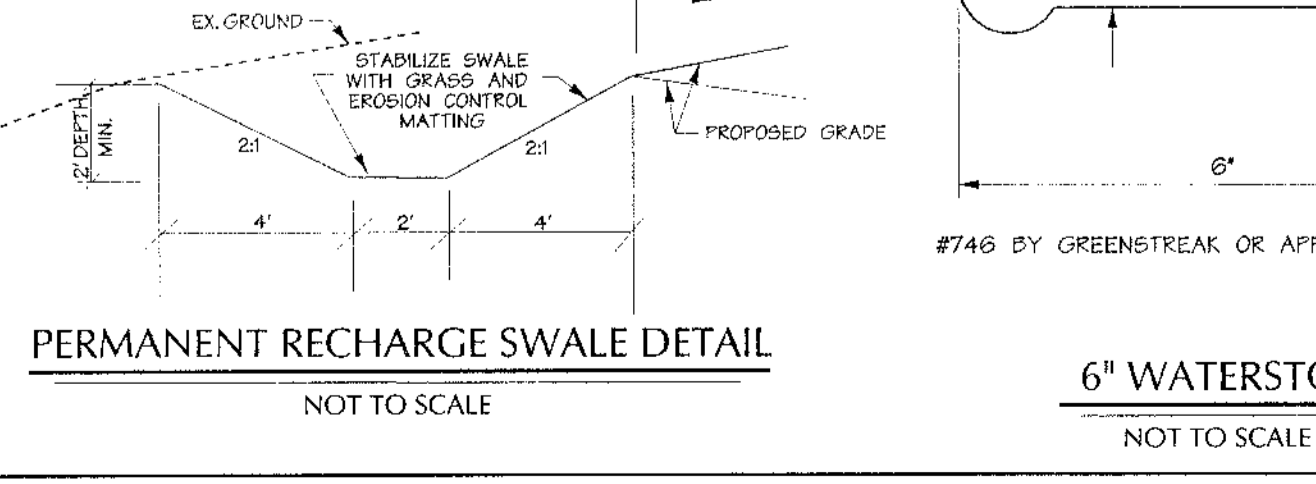 EX. GROUND
STABILIZE SWALE
WITH GRASS AND
EROSION CONTROL
MATTING
2' DEPTH
MIN.
2:1
2:1
PROPOSED GRADE
4'
2'
4'
PERMANENT RECHARGE SWALE DETAIL
NOT TO SCALE
6"
#746 BY GREENSTREAK OR
6" WATERSTO
NOT TO SCALE